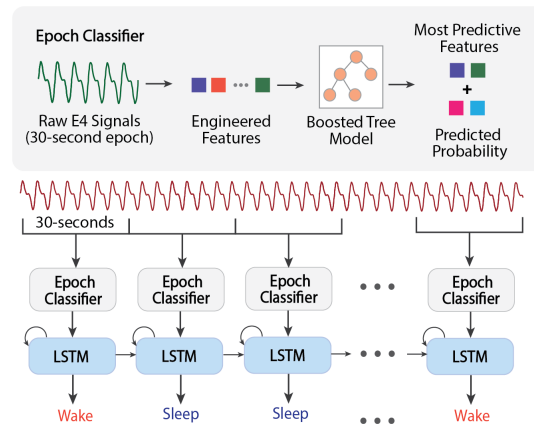 Epoch Classifier
Raw E4 Signals
(30-second epoch)
Engineered
Features
Boosted Tree
Model
Most Predictive
Features
+
Predicted
Probability
30-seconds
Epoch
Classifier
Epoch
Classifier
Epoch
Classifier
Epoch
Classifier
LSTM
LSTM
LSTM
LSTM
Wake
Sleep
Sleep
Wake